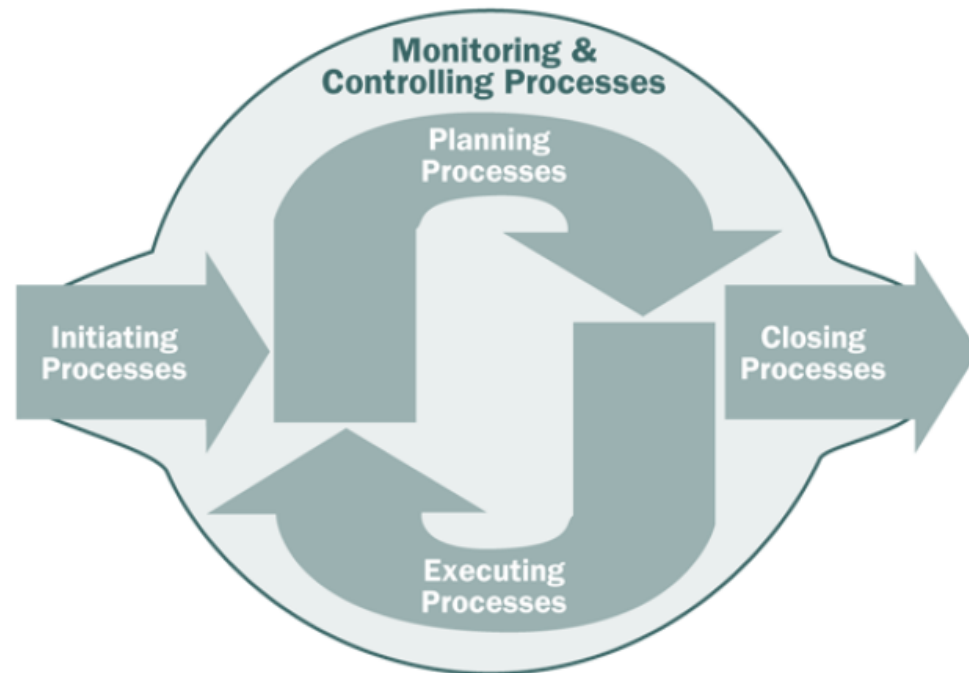 Monitoring &
Controlling Processes
Planning
Processes
Initiating
Processes
Closing
Processes
Executing
Processes